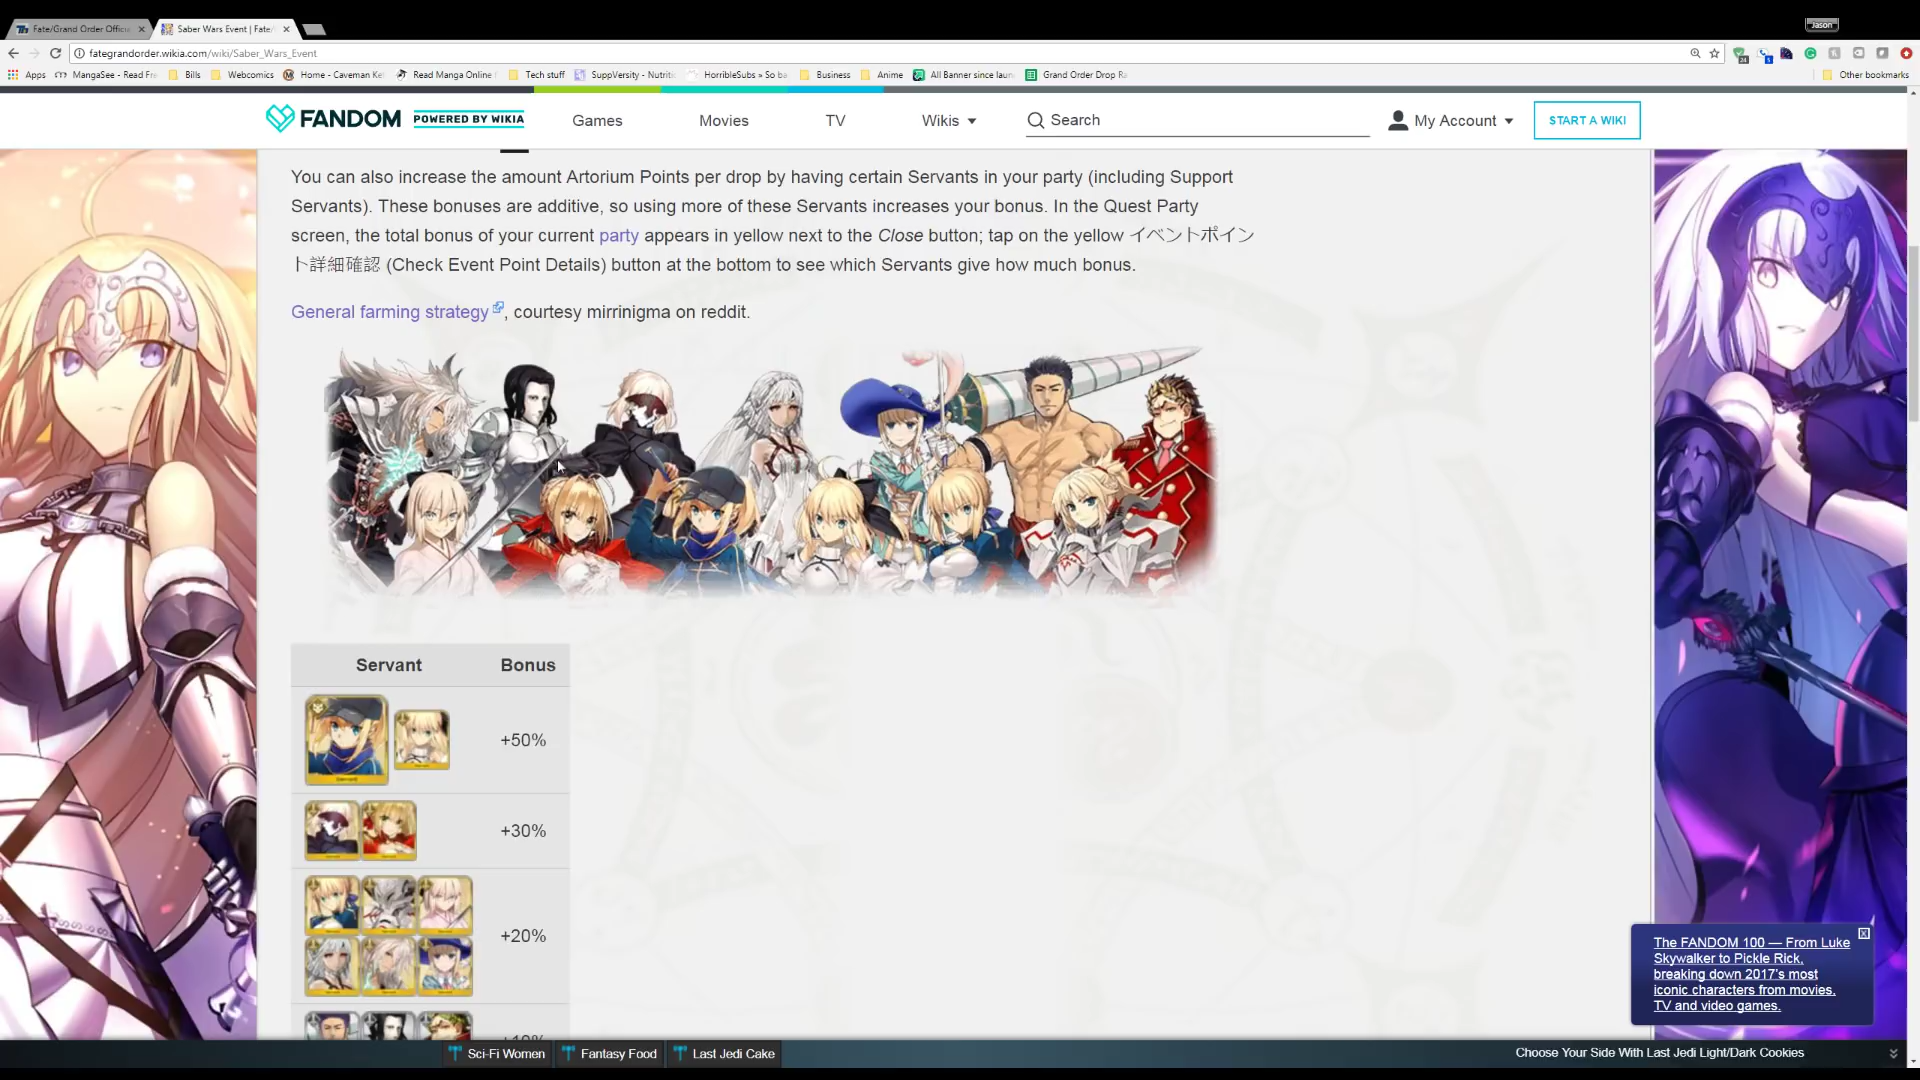 Jason
Fate/Grand Order Officia
Saber Wars Event | Fate/
fategrandorder.wikia.com/wiki/Saber_Wars_Event
Apps
MangaSee - Read Fre
Bills
Webcomics
Home - Caveman Ket
Read Manga Online
Tech stuff
SuppVersity - Nutriti
HorribleSubs » So ba
Business
Anime
All Banner since laun
Grand Order Drop Ra
Other bookmarks
FANDOM
POWERED BY WIKIA
Games
Movies
TV
Wikis
Search
My Account
START A WIKI
You can also increase the amount Artorium Points per drop by having certain Servants in your party (including Support
Servants). These bonuses are additive, so using more of these Servants increases your bonus. In the Quest Party
screen, the total bonus of your current party appears in yellow next to the Close button; tap on the yellow イベントポイン
ト詳細確認 (Check Event Point Details) button at the bottom to see which Servants give how much bonus.
General farming strategy, courtesy mirrinigma on reddit.
Servant Bonus
+50%
+30%
+20%
The FANDOM 100 — From Luke
Skywalker to Pickle Rick,
breaking down 2017's most
iconic characters from movies,
TV and video games.
Sci-Fi Women
Fantasy Food
Last Jedi Cake
Choose Your Side With Last Jedi Light/Dark Cookies